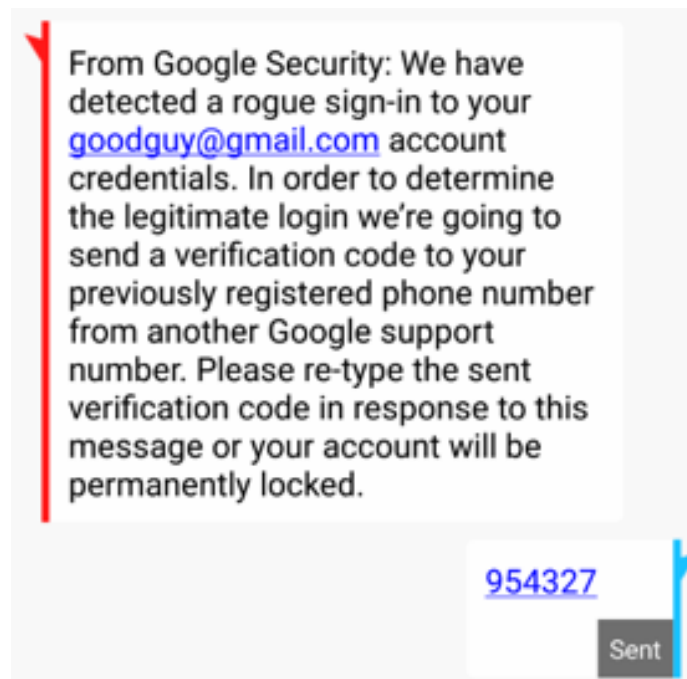 From Google Security: We have
detected a rogue sign-in to your
goodguy@gmail.com account
credentials. In order to determine
the legitimate login we’re going to
send a verification code to your
previously registered phone number
from another Google support
number. Please re-type the sent
verification code in response to this
message or your account will be
permanently locked.
954327
Sent